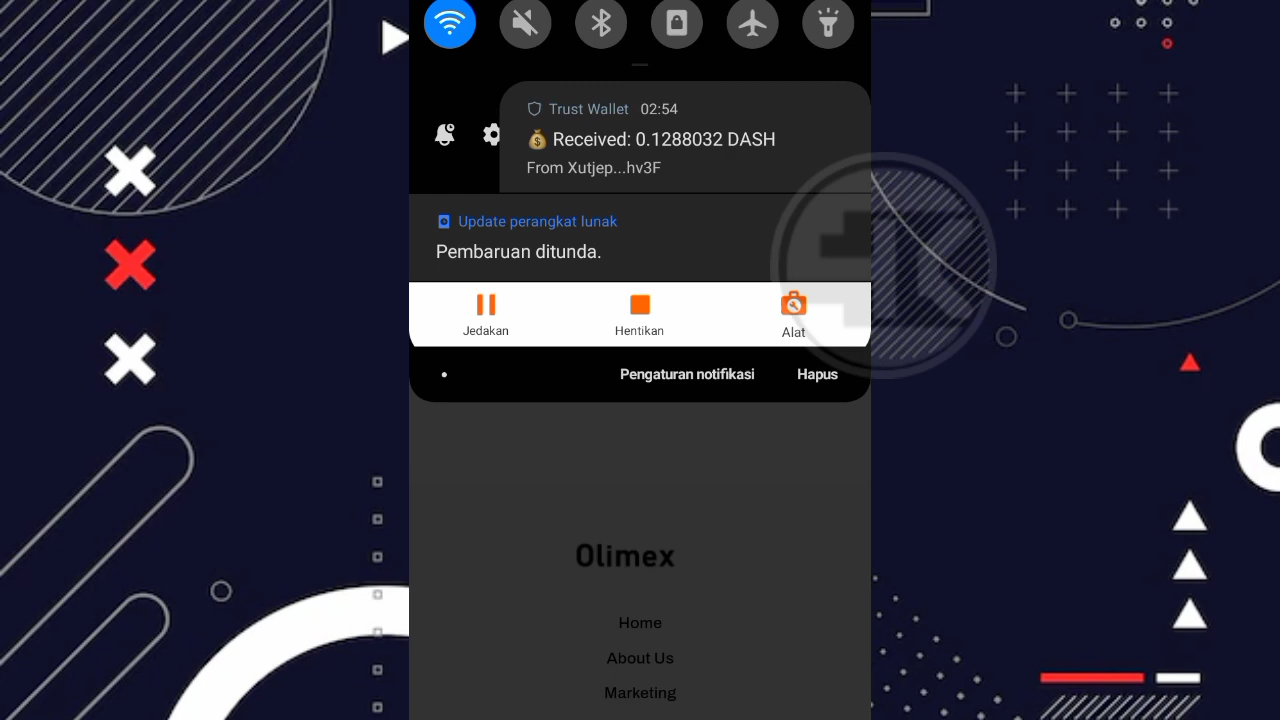 Trust Wallet 02:54
💰 Received: 0.1288032 DASH
From Xutjep...hv3F
Update perangkat lunak
Pembaruan ditunda.
Jedakan Hentikan Alat
Pengaturan notifikasi Hapus
Olimex
Home
About Us
Marketing